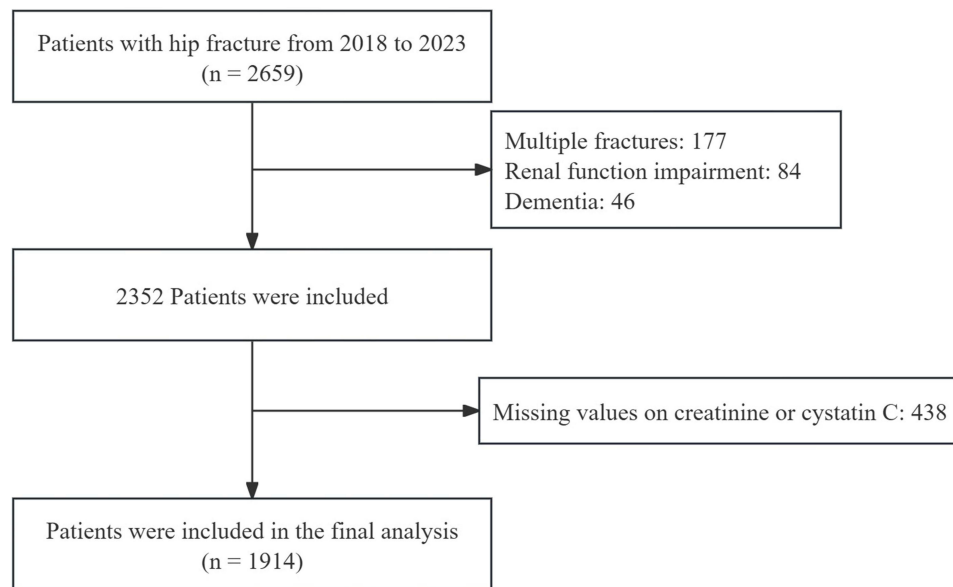 Patients with hip fracture from 2018 to 2023
(n = 2659)
Multiple fractures: 177
Renal function impairment: 84
Dementia: 46
2352 Patients were included
Missing values on creatinine or cystatin C: 438
Patients were included in the final analysis
(n = 1914)